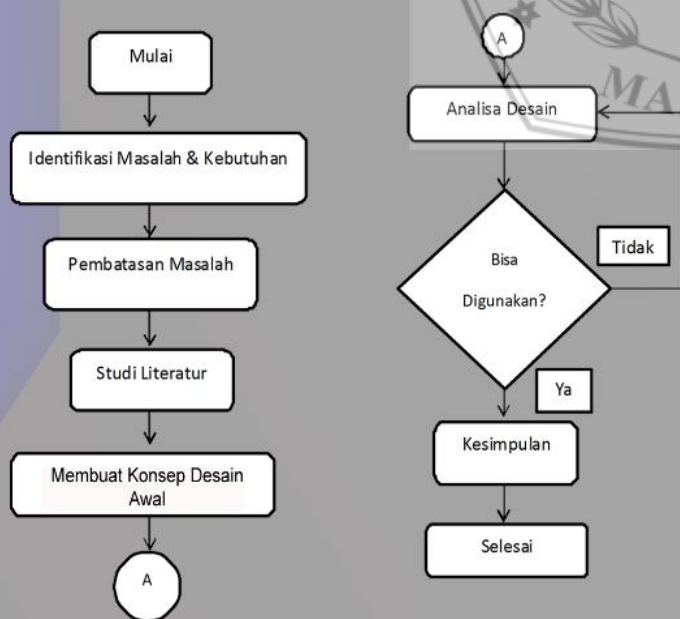 Mulai
Identifikasi Masalah & Kebutuhan
Pembatasan Masalah
Studi Literatur
Membuat Konsep Desain
Awal
A
A
Analisa Desain
Bisa
Digunakan?
Tidak
Ya
Kesimpulan
Selesai
MA